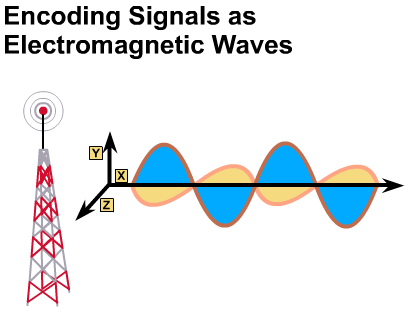 Encoding Signals as
Electromagnetic Waves
Y
X
Z